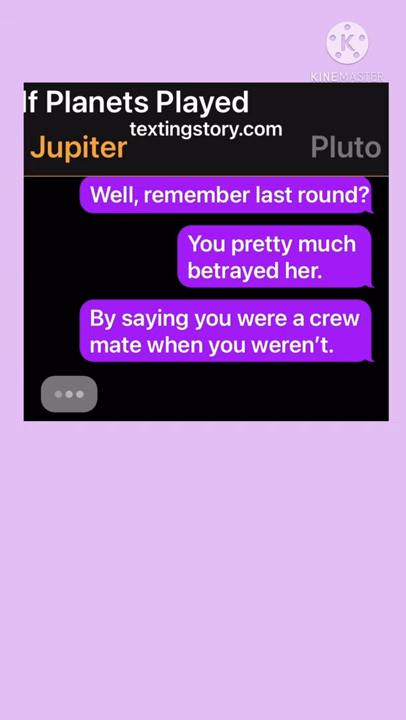 K
KINEMASTER
If Planets Played
textingstory.com
Jupiter
Pluto
Well, remember last round?
You pretty much
betrayed her.
By saying you were a crew
mate when you weren't.